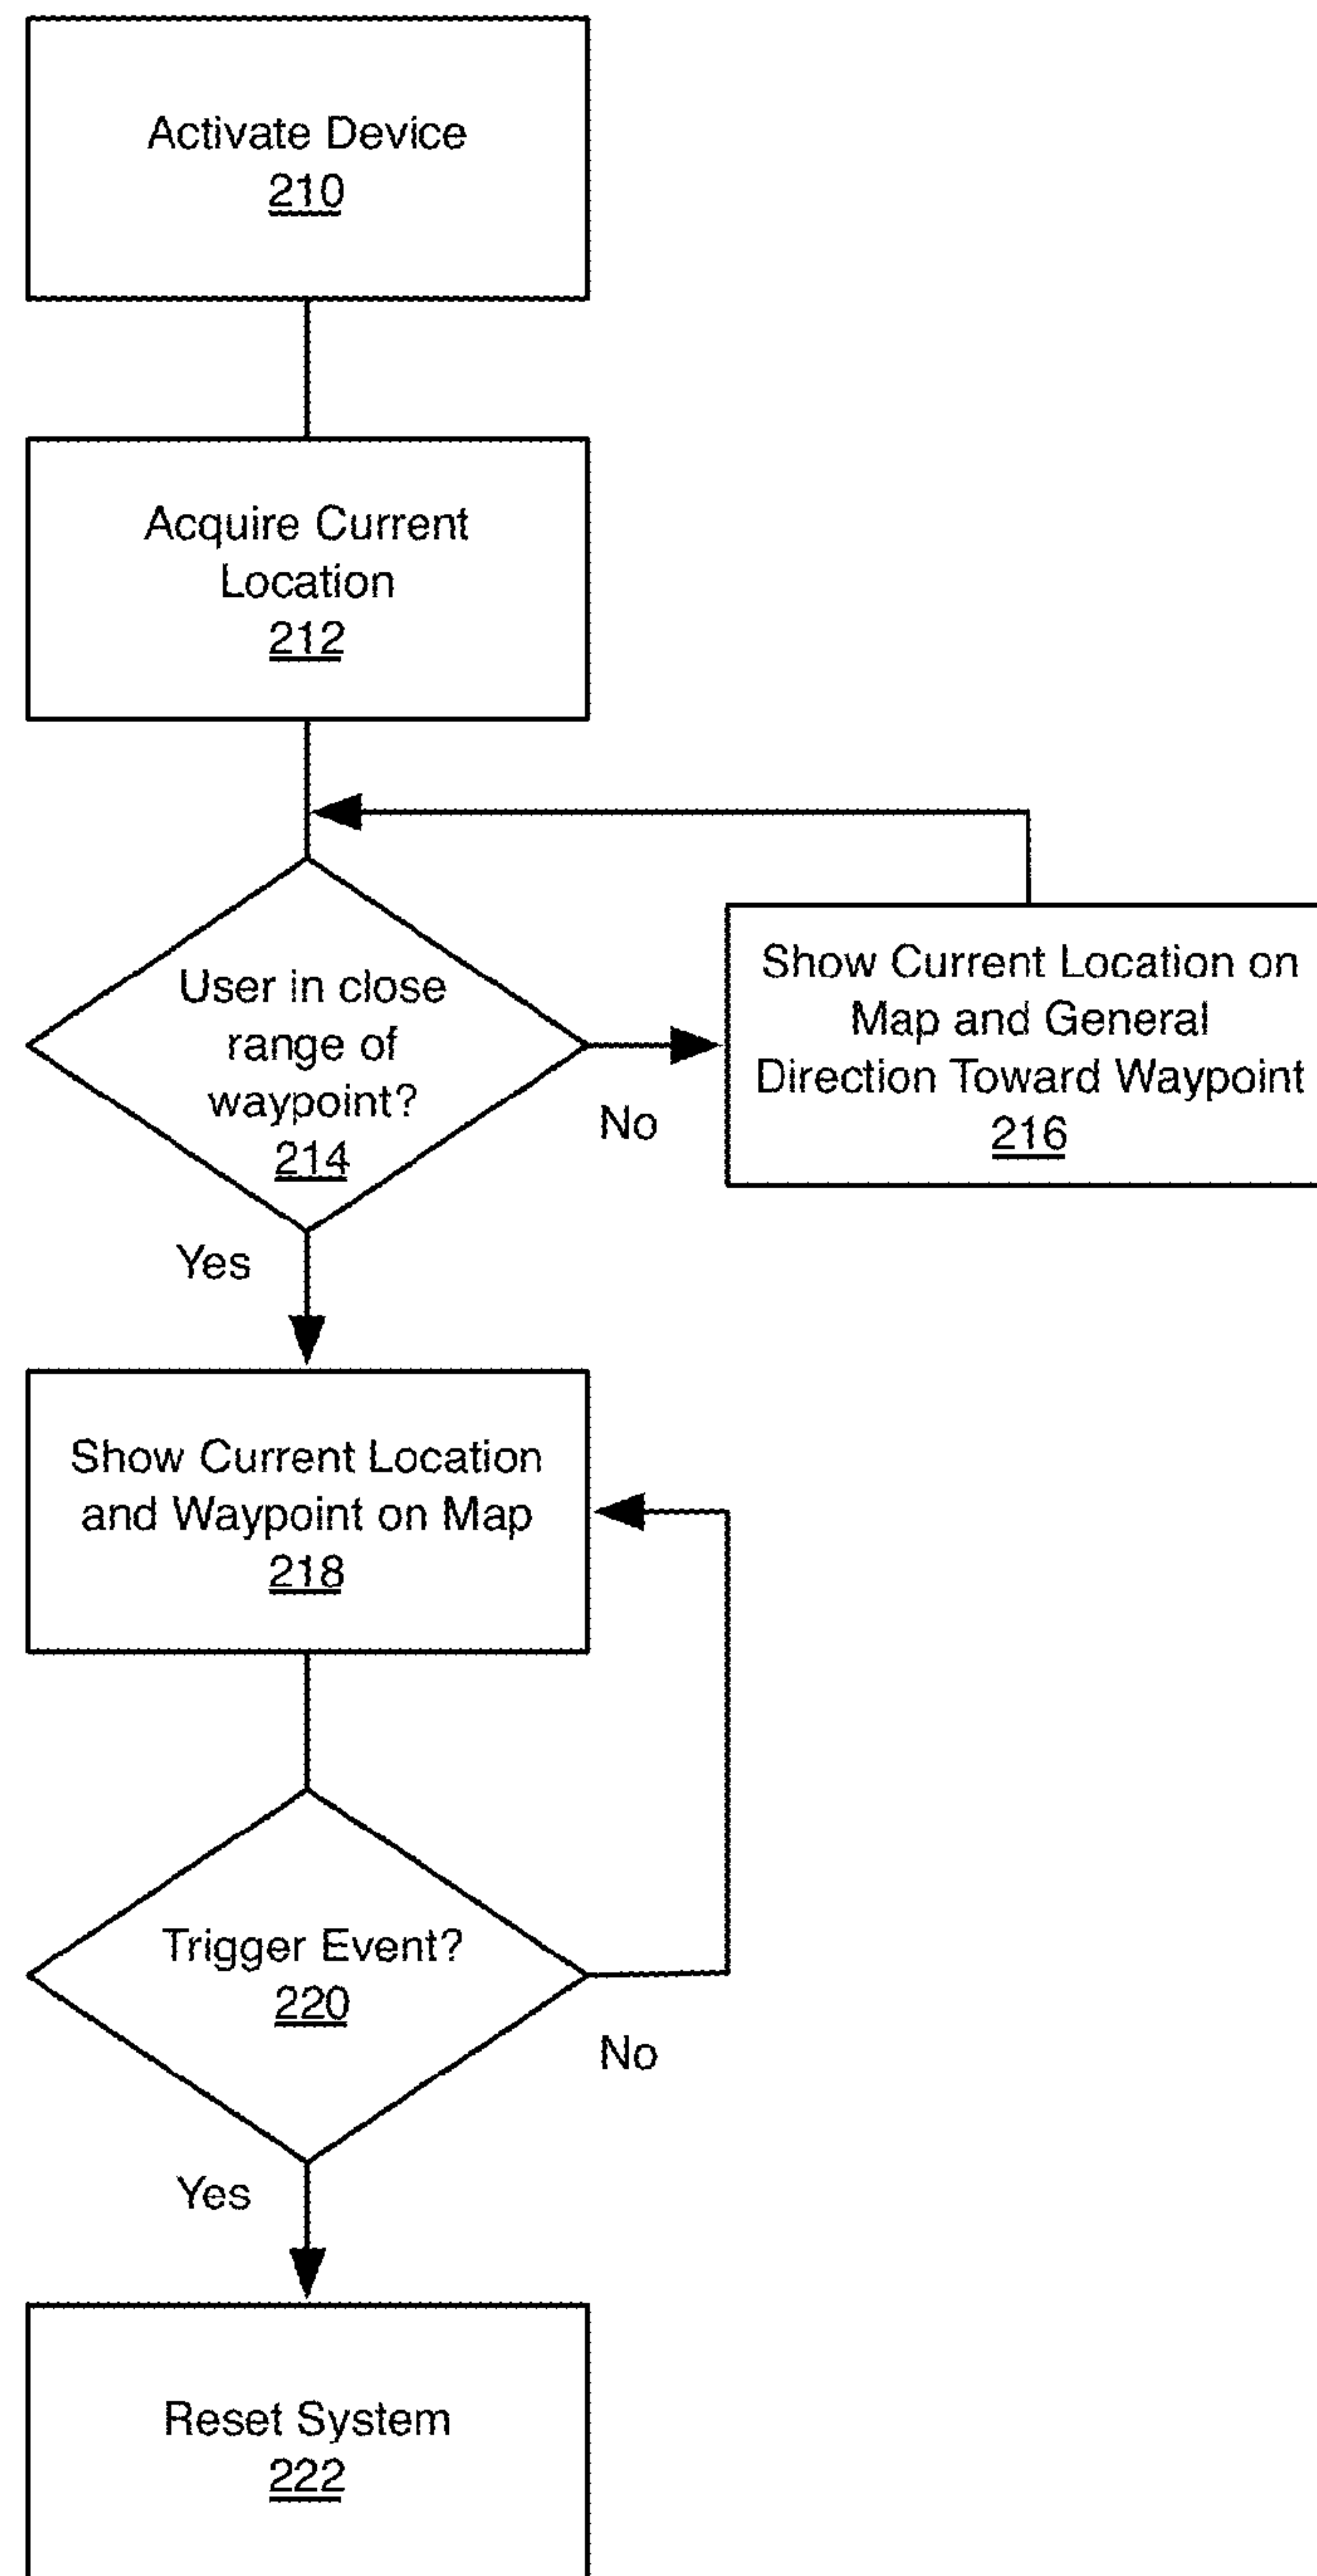 Activate Device
210
Acquire Current
Location
212
User in close
range of
waypoint?
214
No
Show Current Location on
Map and General
Direction Toward Waypoint
216
Yes
Show Current Location
and Waypoint on Map
218
Trigger Event?
220
No
Yes
Reset System
222